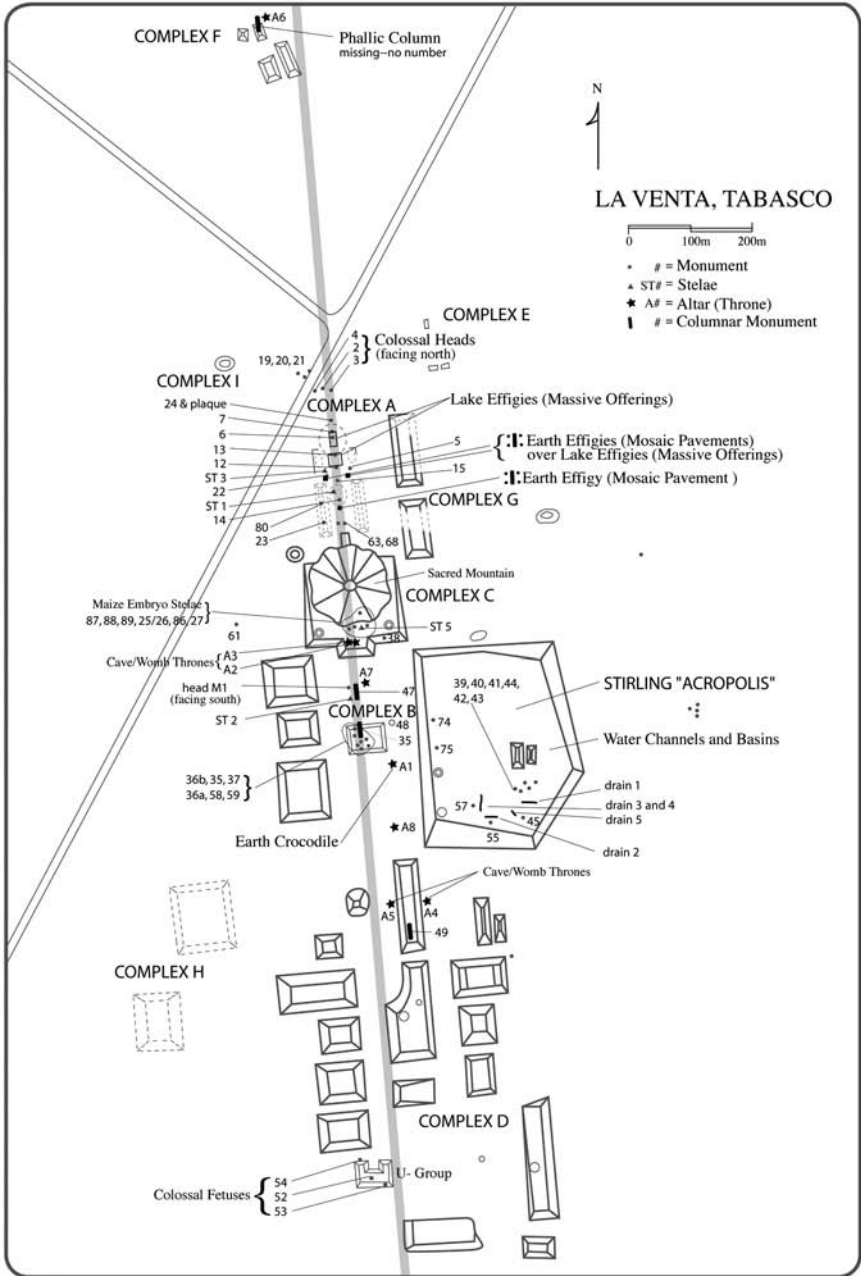 A6
COMPLEX F
Phallic Column
missing--no number
N
LA VENTA, TABASCO
0 100m 200m
# = Monument
ST# = Stelae
A# = Altar (Throne)
# = Columnar Monument
COMPLEX E
4
2
3
Colossal Heads
(facing north)
19, 20, 21
COMPLEX I
24 & plaque
COMPLEX A
Lake Effigies (Massive Offerings)
7
6
13
12
ST 3
22
ST 1
14
80
23
5
15
Earth Effigies (Mosaic Pavements)
over Lake Effigies (Massive Offerings)
Earth Effigy (Mosaic Pavement )
COMPLEX G
63, 68
Sacred Mountain
COMPLEX C
Maize Embryo Stelae
87, 88, 89, 25/26, 86, 27
61
ST 5
38
Cave/Womb Thrones
A3
A2
A7
head M1
(facing south)
47
ST 2
COMPLEX B
48
35
39, 40, 41, 44,
42, 43
STIRLING "ACROPOLIS"
74
75
Water Channels and Basins
36b, 35, 37
36a, 58, 59
A1
Earth Crocodile
A8
57
45
55
drain 1
drain 3 and 4
drain 5
drain 2
Cave/Womb Thrones
A5
A4
49
COMPLEX H
COMPLEX D
U- Group
Colossal Fetuses
54
52
53